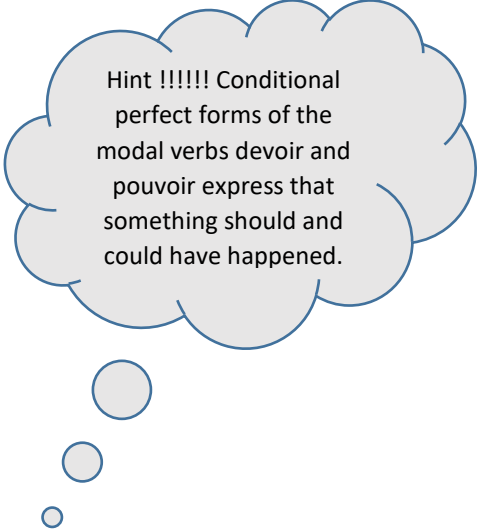 Hint !!!!!! Conditional
perfect forms of the
modal verbs devoir and
pouvoir express that
something should and
could have happened.